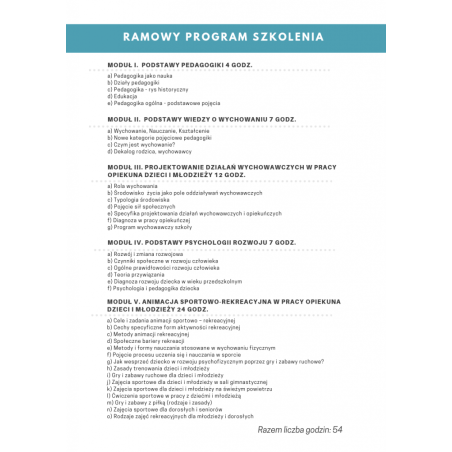 RAMOWY PROGRAM SZKOLENIA
MODUŁ I. PODSTAWY PEDAGOGIKI 4 GODZ.
a) Pedagogika jako nauka
b) Działy pedagogiki
c) Pedagogika - rys historyczny
d) Edukacja
e) Pedagogika ogólna - podstawowe pojęcia
MODUŁ II. PODSTAWY WIEDZY O WYCHOWANIU 7 GODZ.
a) Wychowanie, Nauczanie, Kształcenie
b) Nowe kategorie pojęciowe pedagogiki
c) Czym jest wychowanie?
d) Dekalog rodzica, wychowawcy
MODUŁ III. PROJEKTOWANIE DZIAŁAŃ WYCHOWAWCZYCH W PRACY
OPIEKUNA DZIECI I MŁODZIEŻY 12 GODZ.
a) Rola wychowania
b) Środowisko życia jako pole oddziaływań wychowawczych
c) Typologia środowiska
d) Pojęcie sił społecznych
e) Specyfika projektowania działań wychowawczych i opiekuńczych
f) Diagnoza w pracy opiekuńczej
g) Program wychowawczy szkoły
MODUŁ IV. PODSTAWY PSYCHOLOGII ROZWOJU 7 GODZ.
a) Rozwój i zmiana rozwojowa
b) Czynniki społeczne w rozwoju człowieka
c) Ogólne prawidłowości rozwoju człowieka
d) Teoria przywiązania
e) Diagnoza rozwoju dziecka w wieku przedszkolnym
f) Psychologia i pedagogika dziecka
MODUŁ V. ANIMACJA SPORTOWO-REKREACYJNA W PRACY OPIEKUNA
DZIECI I MŁODZIEŻY 24 GODZ.
a) Cele i zadania animacji sportowo – rekreacyjnej
b) Cechy specyficzne form aktywności rekreacyjnej
c) Metody animacji rekreacyjnej
d) Społeczne bariery rekreacji
e) Metody i formy nauczania stosowane w wychowaniu fizycznym
f) Pojęcie procesu uczenia się i nauczania w sporcie
g) Jak wesprzeć dziecko w rozwoju psychofizycznym poprzez gry i zabawy ruchowe?
h) Zasady trenowania dzieci i młodzieży
i) Gry i zabawy ruchowe dla dzieci i młodzieży
j) Zajęcia sportowe dla dzieci i młodzieży w sali gimnastycznej
k) Zajęcia sportowe dla dzieci i młodzieży na świeżym powietrzu
l) Ćwiczenia sportowe w pracy z dziećmi i młodzieżą
m) Gry i zabawy z piłką (rodzaje i zasady)
n) Zajęcia sportowe dla dorosłych i seniorów
o) Rodzaje zajęć rekreacyjnych dla młodzieży i dorosłych
Razem liczba godzin: 54